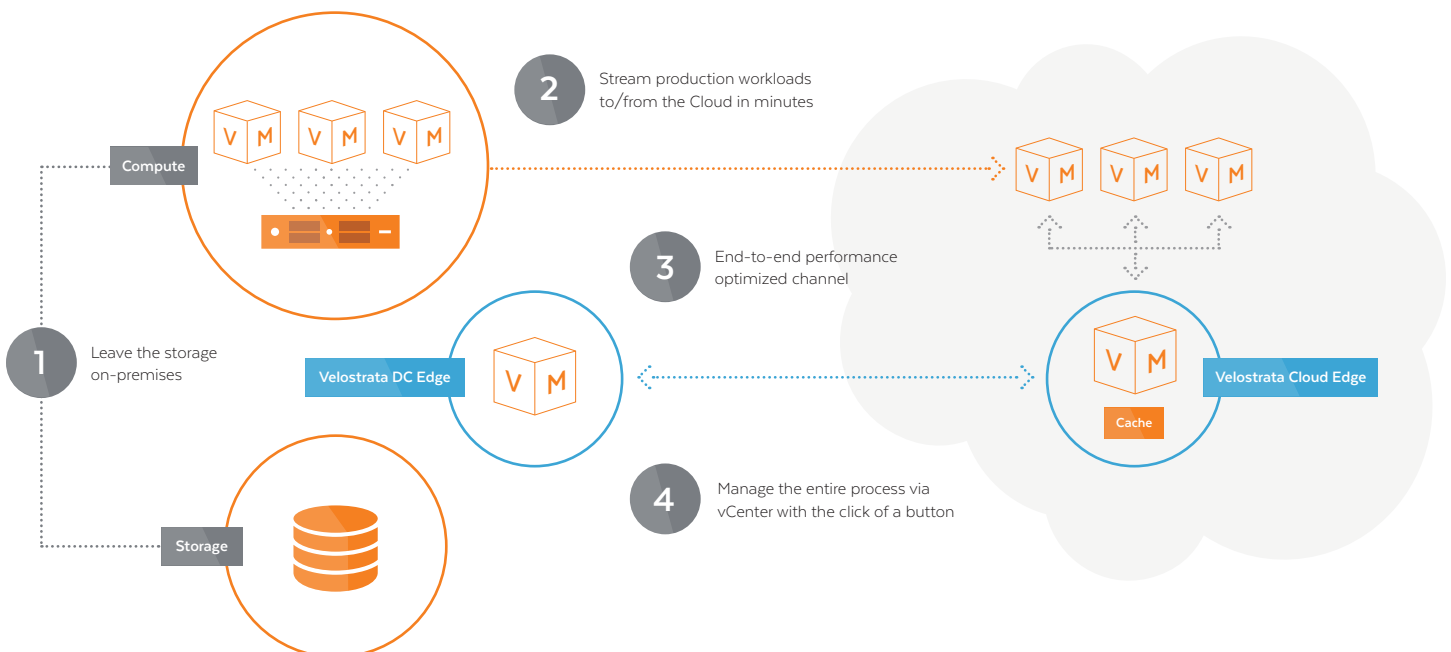 2
Stream production workloads
to/from the Cloud in minutes
V M
V M
V M
Compute
V M
V M
V M
3
End-to-end performance
optimized channel
1
Leave the storage
on-premises
Velostrata DC Edge
V M
V M
Velostrata Cloud Edge
Cache
4
Manage the entire process via
vCenter with the click of a button
Storage